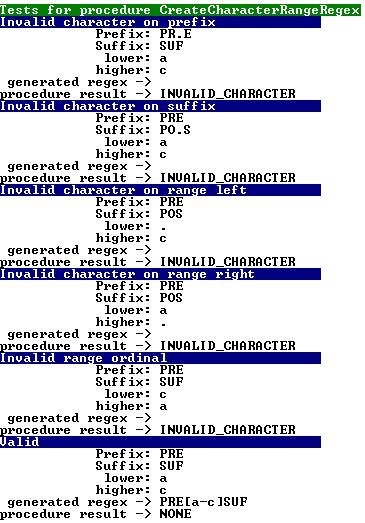 Tests for procedure CreateCharacterRangeRegex
Invalid character on prefix
Prefix: PR.E
Suffix: SUF
lower: a
higher: c
generated regex ->
procedure result -> INVALID_CHARACTER
Invalid character on suffix
Prefix: PRE
Suffix: PO.S
lower: a
higher: c
generated regex ->
procedure result -> INVALID_CHARACTER
Invalid character on range left
Prefix: PRE
Suffix: POS
lower: .
higher: c
generated regex ->
procedure result -> INVALID_CHARACTER
Invalid character on range right
Prefix: PRE
Suffix: POS
lower: a
higher: .
generated regex ->
procedure result -> INVALID_CHARACTER
Invalid range ordinal
Prefix: PRE
Suffix: SUF
lower: c
higher: a
generated regex ->
procedure result -> INVALID_CHARACTER
Valid
Prefix: PRE
Suffix: SUF
lower: a
higher: c
generated regex -> PRE[a-c]SUF
procedure result -> NONE